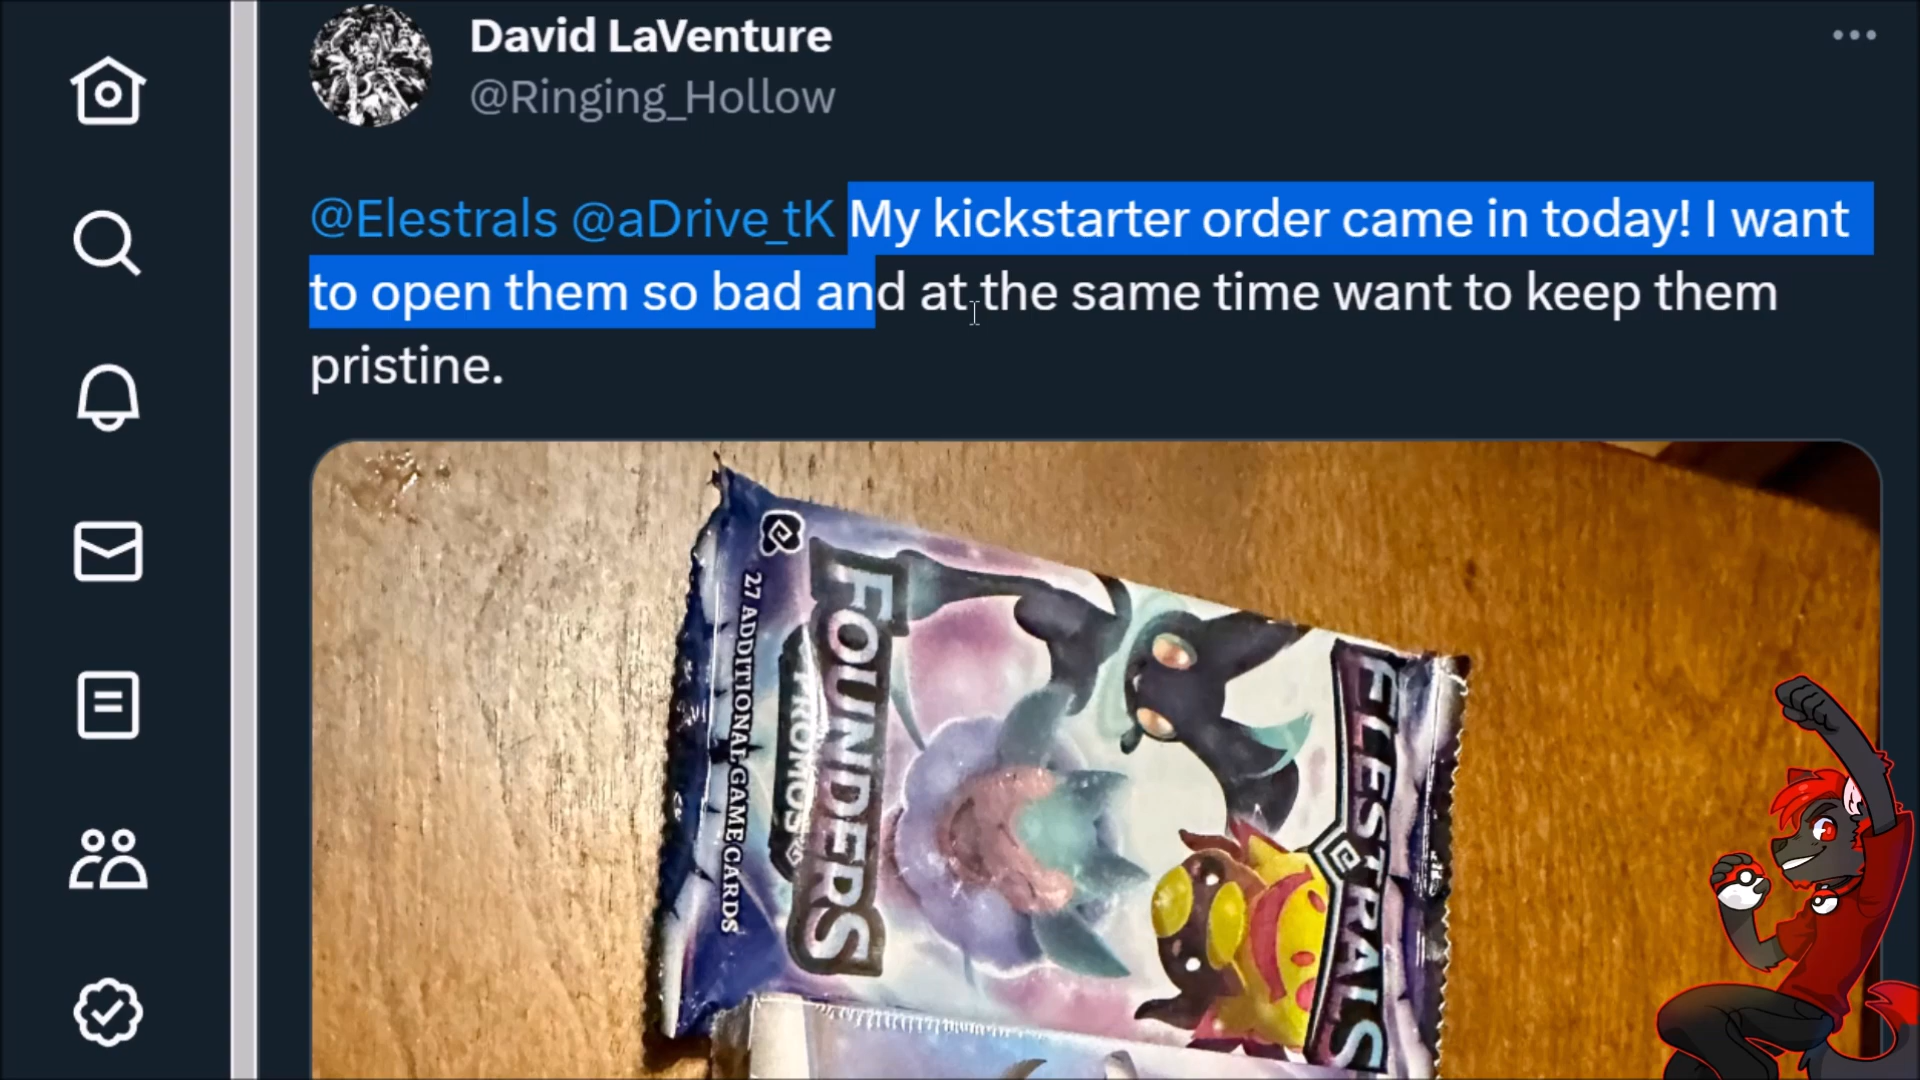 David LaVenture
@Ringing_Hollow
@Elestrals @aDrive_tK My kickstarter order came in today! I want
to open them so bad and at the same time want to keep them
pristine.
ELESTRALS
FOUNDERS
PROMOS
27 ADDITIONAL GAME CARDS